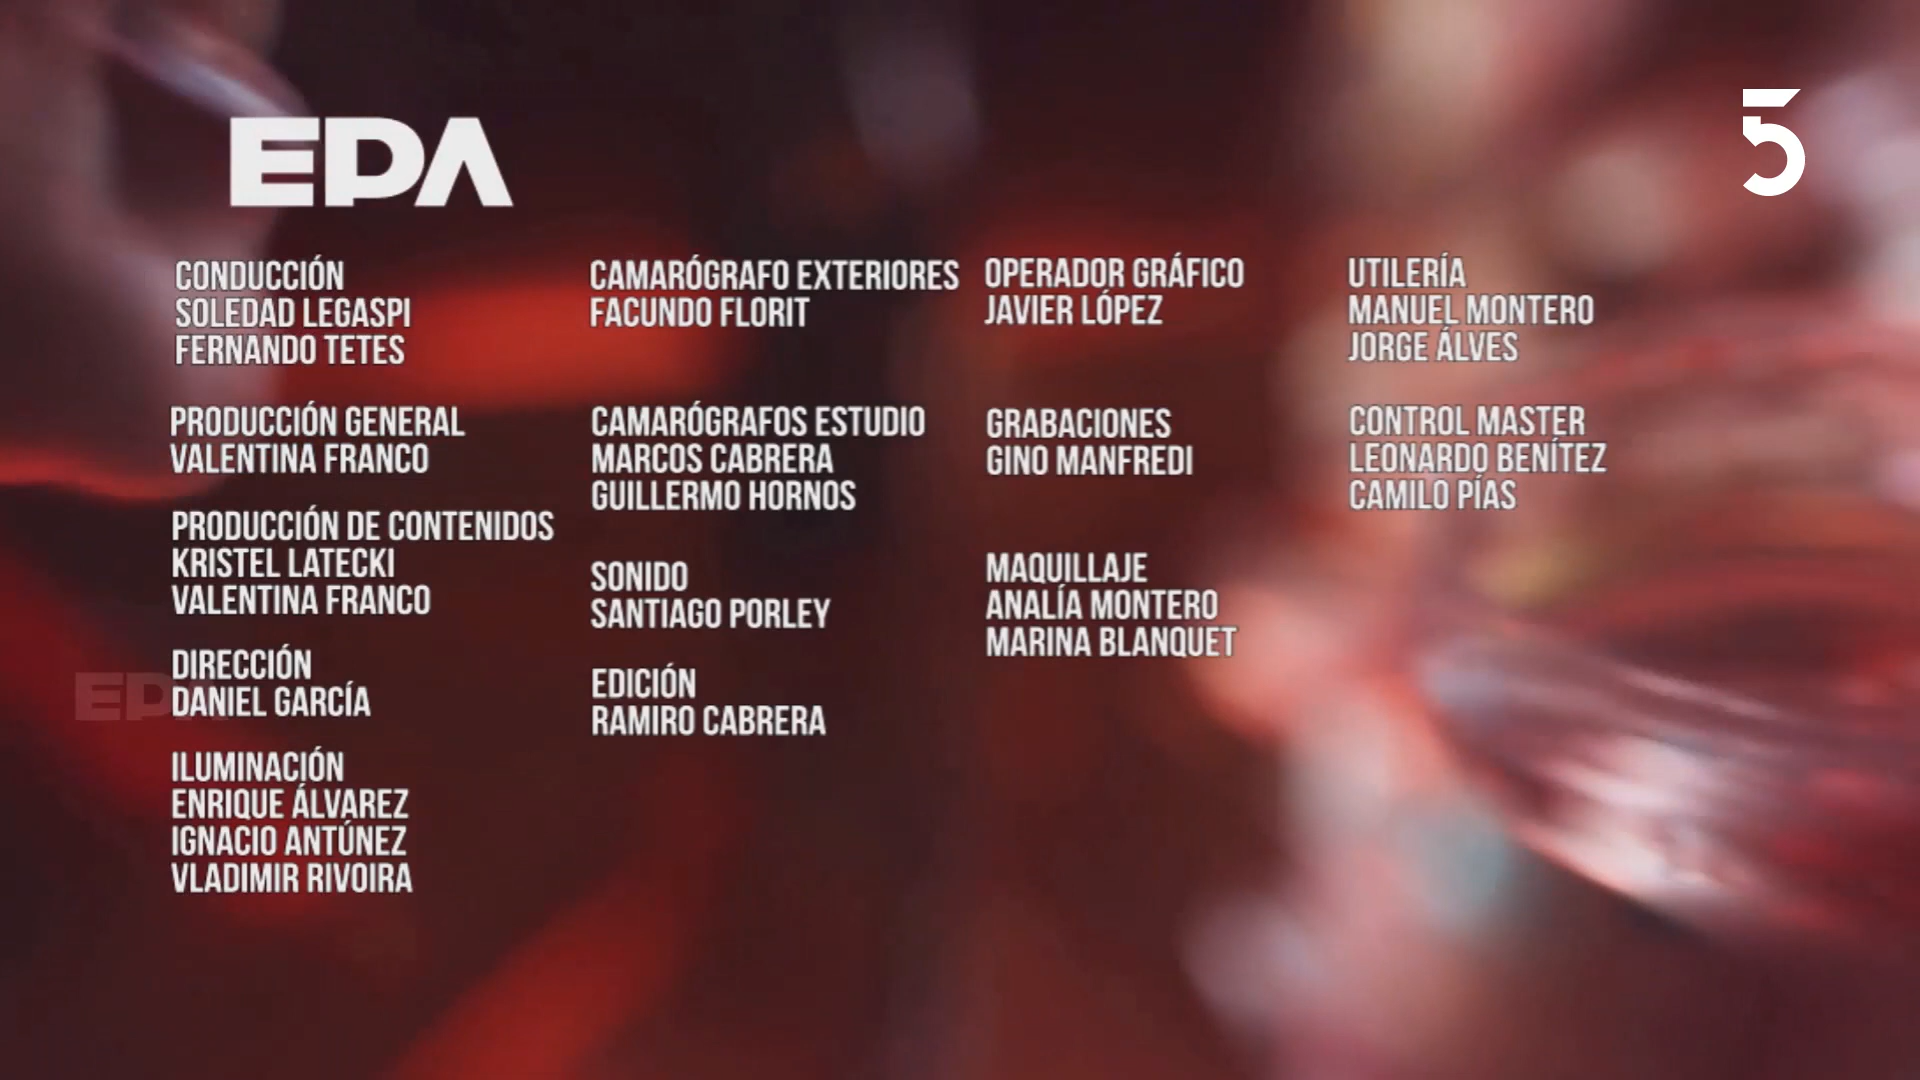 EPA
5
CONDUCCIÓN
SOLEDAD LEGASPI
FERNANDO TETES
PRODUCCIÓN GENERAL
VALENTINA FRANCO
PRODUCCIÓN DE CONTENIDOS
KRISTEL LATECKI
VALENTINA FRANCO
DIRECCIÓN
DANIEL GARCÍA
EPA
ILUMINACIÓN
ENRIQUE ÁLVAREZ
IGNACIO ANTÚNEZ
VLADIMIR RIVOIRA
CAMARÓGRAFO EXTERIORES
FACUNDO FLORIT
CAMARÓGRAFOS ESTUDIO
MARCOS CABRERA
GUILLERMO HORNOS
SONIDO
SANTIAGO PORLEY
EDICIÓN
RAMIRO CABRERA
OPERADOR GRÁFICO
JAVIER LÓPEZ
GRABACIONES
GINO MANFREDI
MAQUILLAJE
ANALÍA MONTERO
MARINA BLANQUET
UTILERÍA
MANUEL MONTERO
JORGE ÁLVES
CONTROL MASTER
LEONARDO BENÍTEZ
CAMILO PÍAS